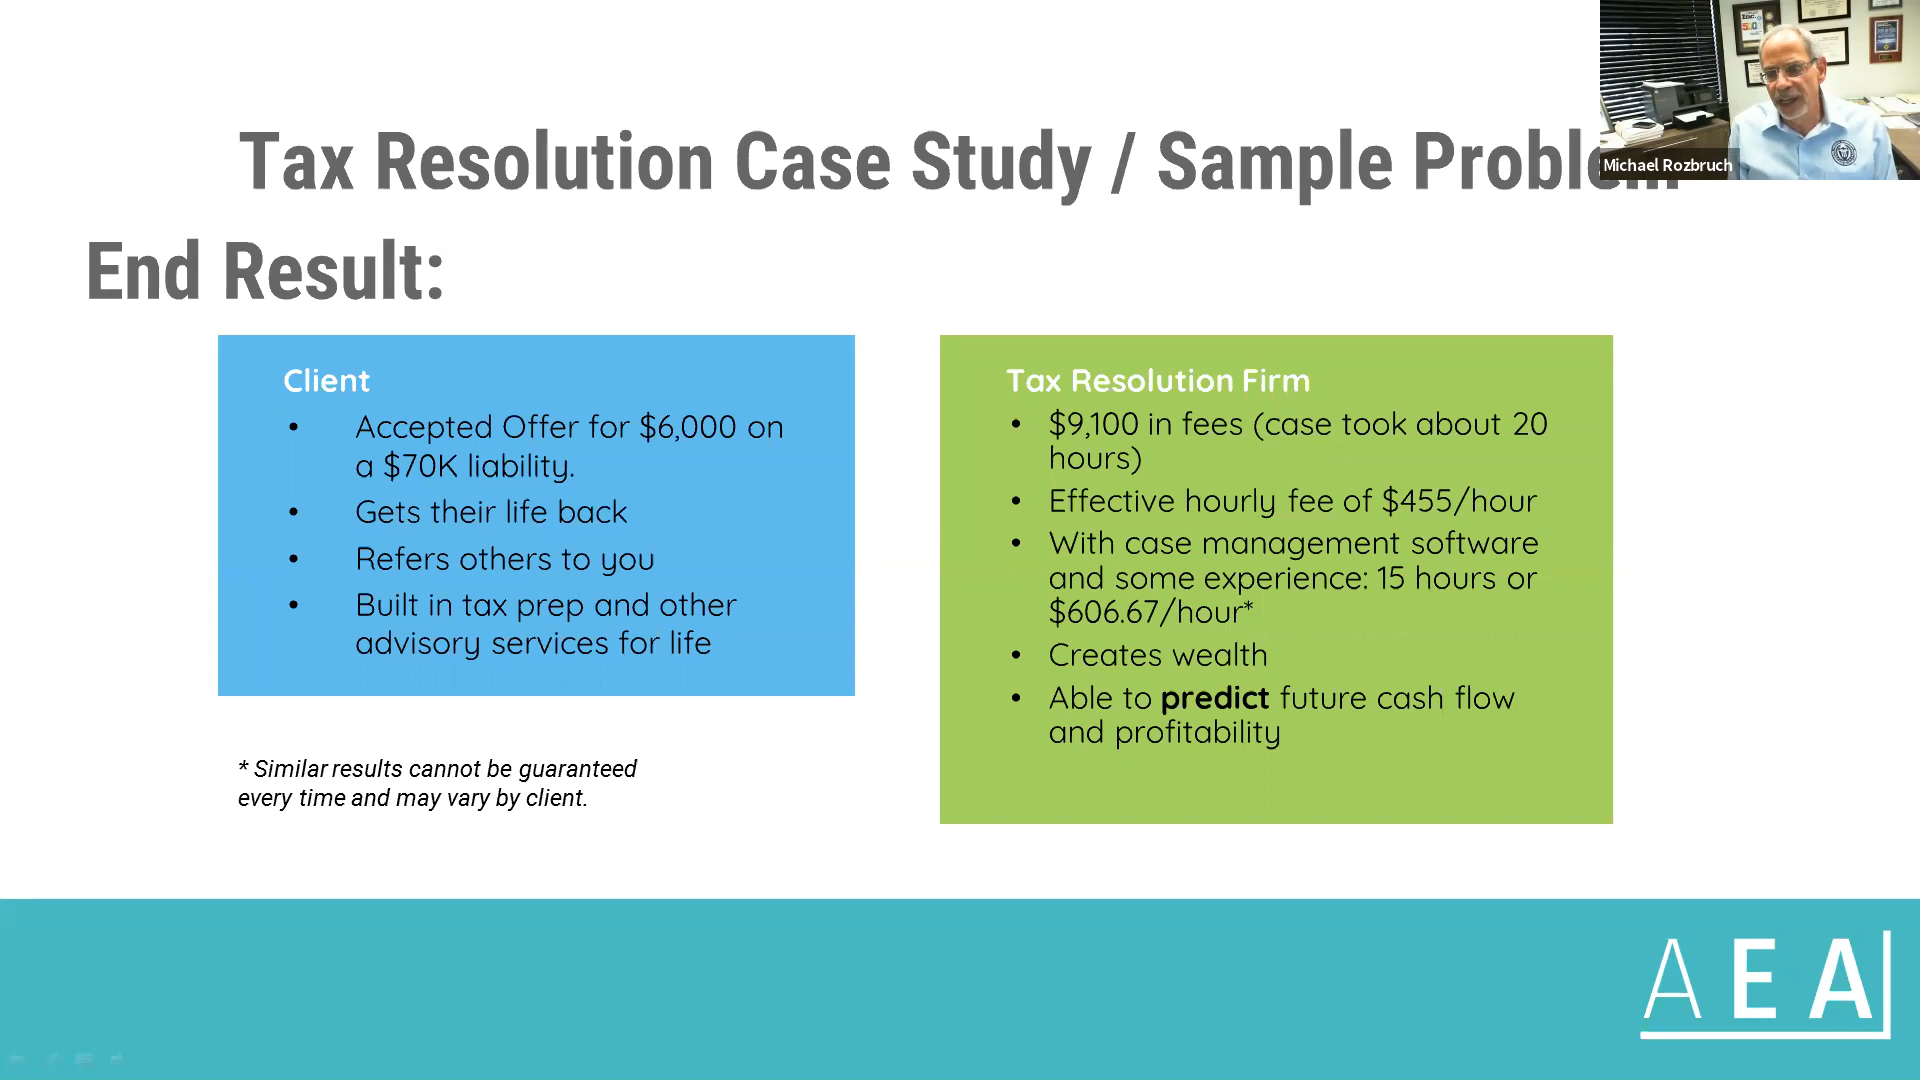 Inc.
500
Michael Rozbruch
Tax Resolution Case Study / Sample Problem
End Result:
Client
• Accepted Offer for $6,000 on
a $70K liability.
• Gets their life back
• Refers others to you
• Built in tax prep and other
advisory services for life
* Similar results cannot be guaranteed
every time and may vary by client.
Tax Resolution Firm
• $9,100 in fees (case took about 20
hours)
• Effective hourly fee of $455/hour
• With case management software
and some experience: 15 hours or
$606.67/hour*
• Creates wealth
• Able to predict future cash flow
and profitability
AEA